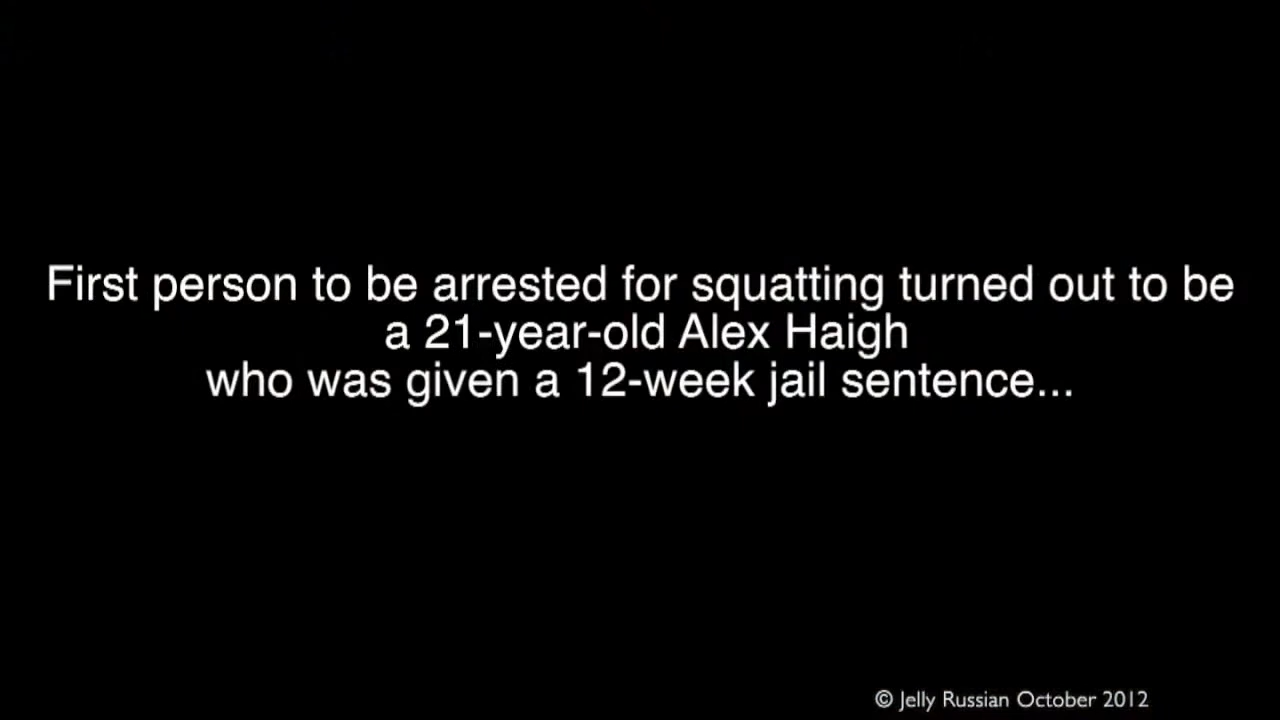 First person to be arrested for squatting turned out to be
a 21-year-old Alex Haigh
who was given a 12-week jail sentence...
© Jelly Russian October 2012